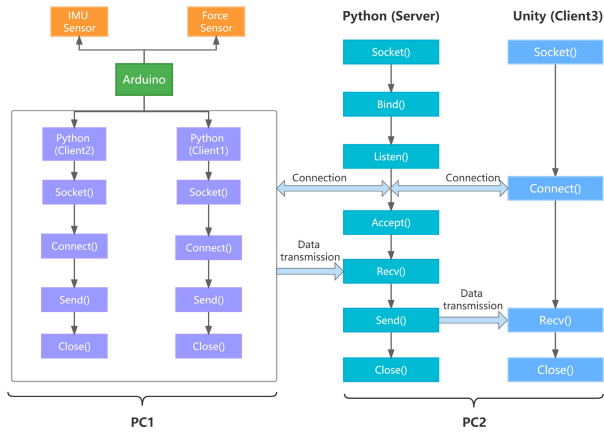 IMU
Sensor
Force
Sensor
Arduino
Python
(Client2)
Socket()
Connect()
Send()
Close()
Python
(Client1)
Socket()
Connect()
Send()
Close()
PC1
Connection
Data
transmission
Python (Server)
Socket()
Bind()
Listen()
Accept()
Recv()
Send()
Close()
Connection
Data
transmission
Unity (Client3)
Socket()
Connect()
Recv()
Close()
PC2